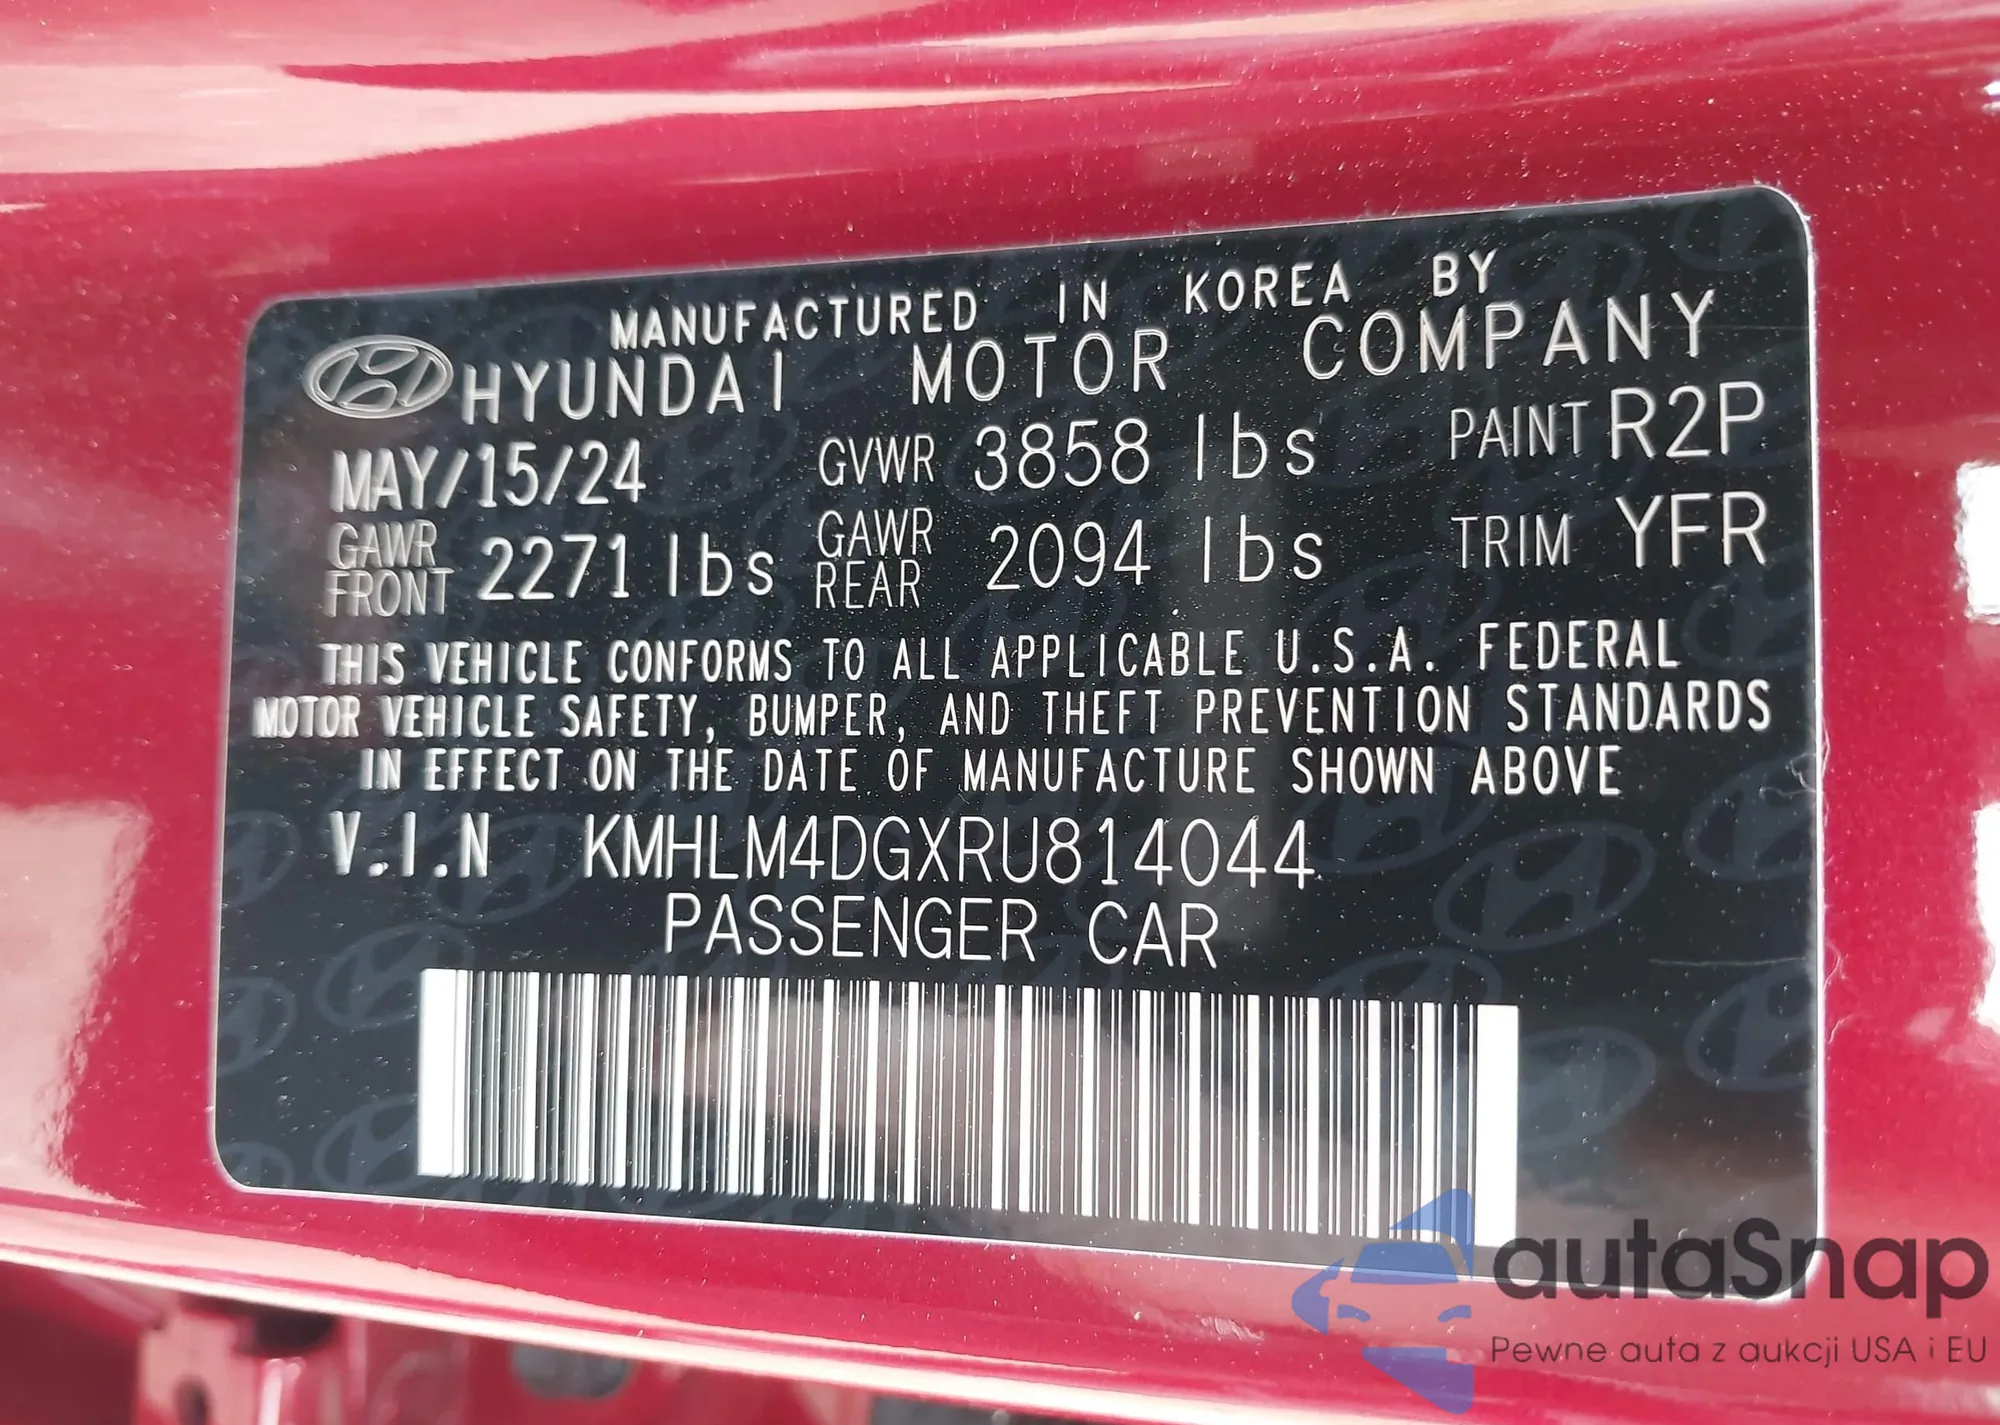 MANUFACTURED IN KOREA BY
HYUNDAI MOTOR COMPANY
MAY/15/24 GVWR 3858 lbs PAINT R2P
GAWR FRONT 2271 lbs GAWR REAR 2094 lbs TRIM YFR
THIS VEHICLE CONFORMS TO ALL APPLICABLE U.S.A. FEDERAL
MOTOR VEHICLE SAFETY, BUMPER, AND THEFT PREVENTION STANDARDS
IN EFFECT ON THE DATE OF MANUFACTURE SHOWN ABOVE
V.I.N KMHLM4DGXRU814044
PASSENGER CAR
autaSnap
Pewne auta z aukcji USA i EU